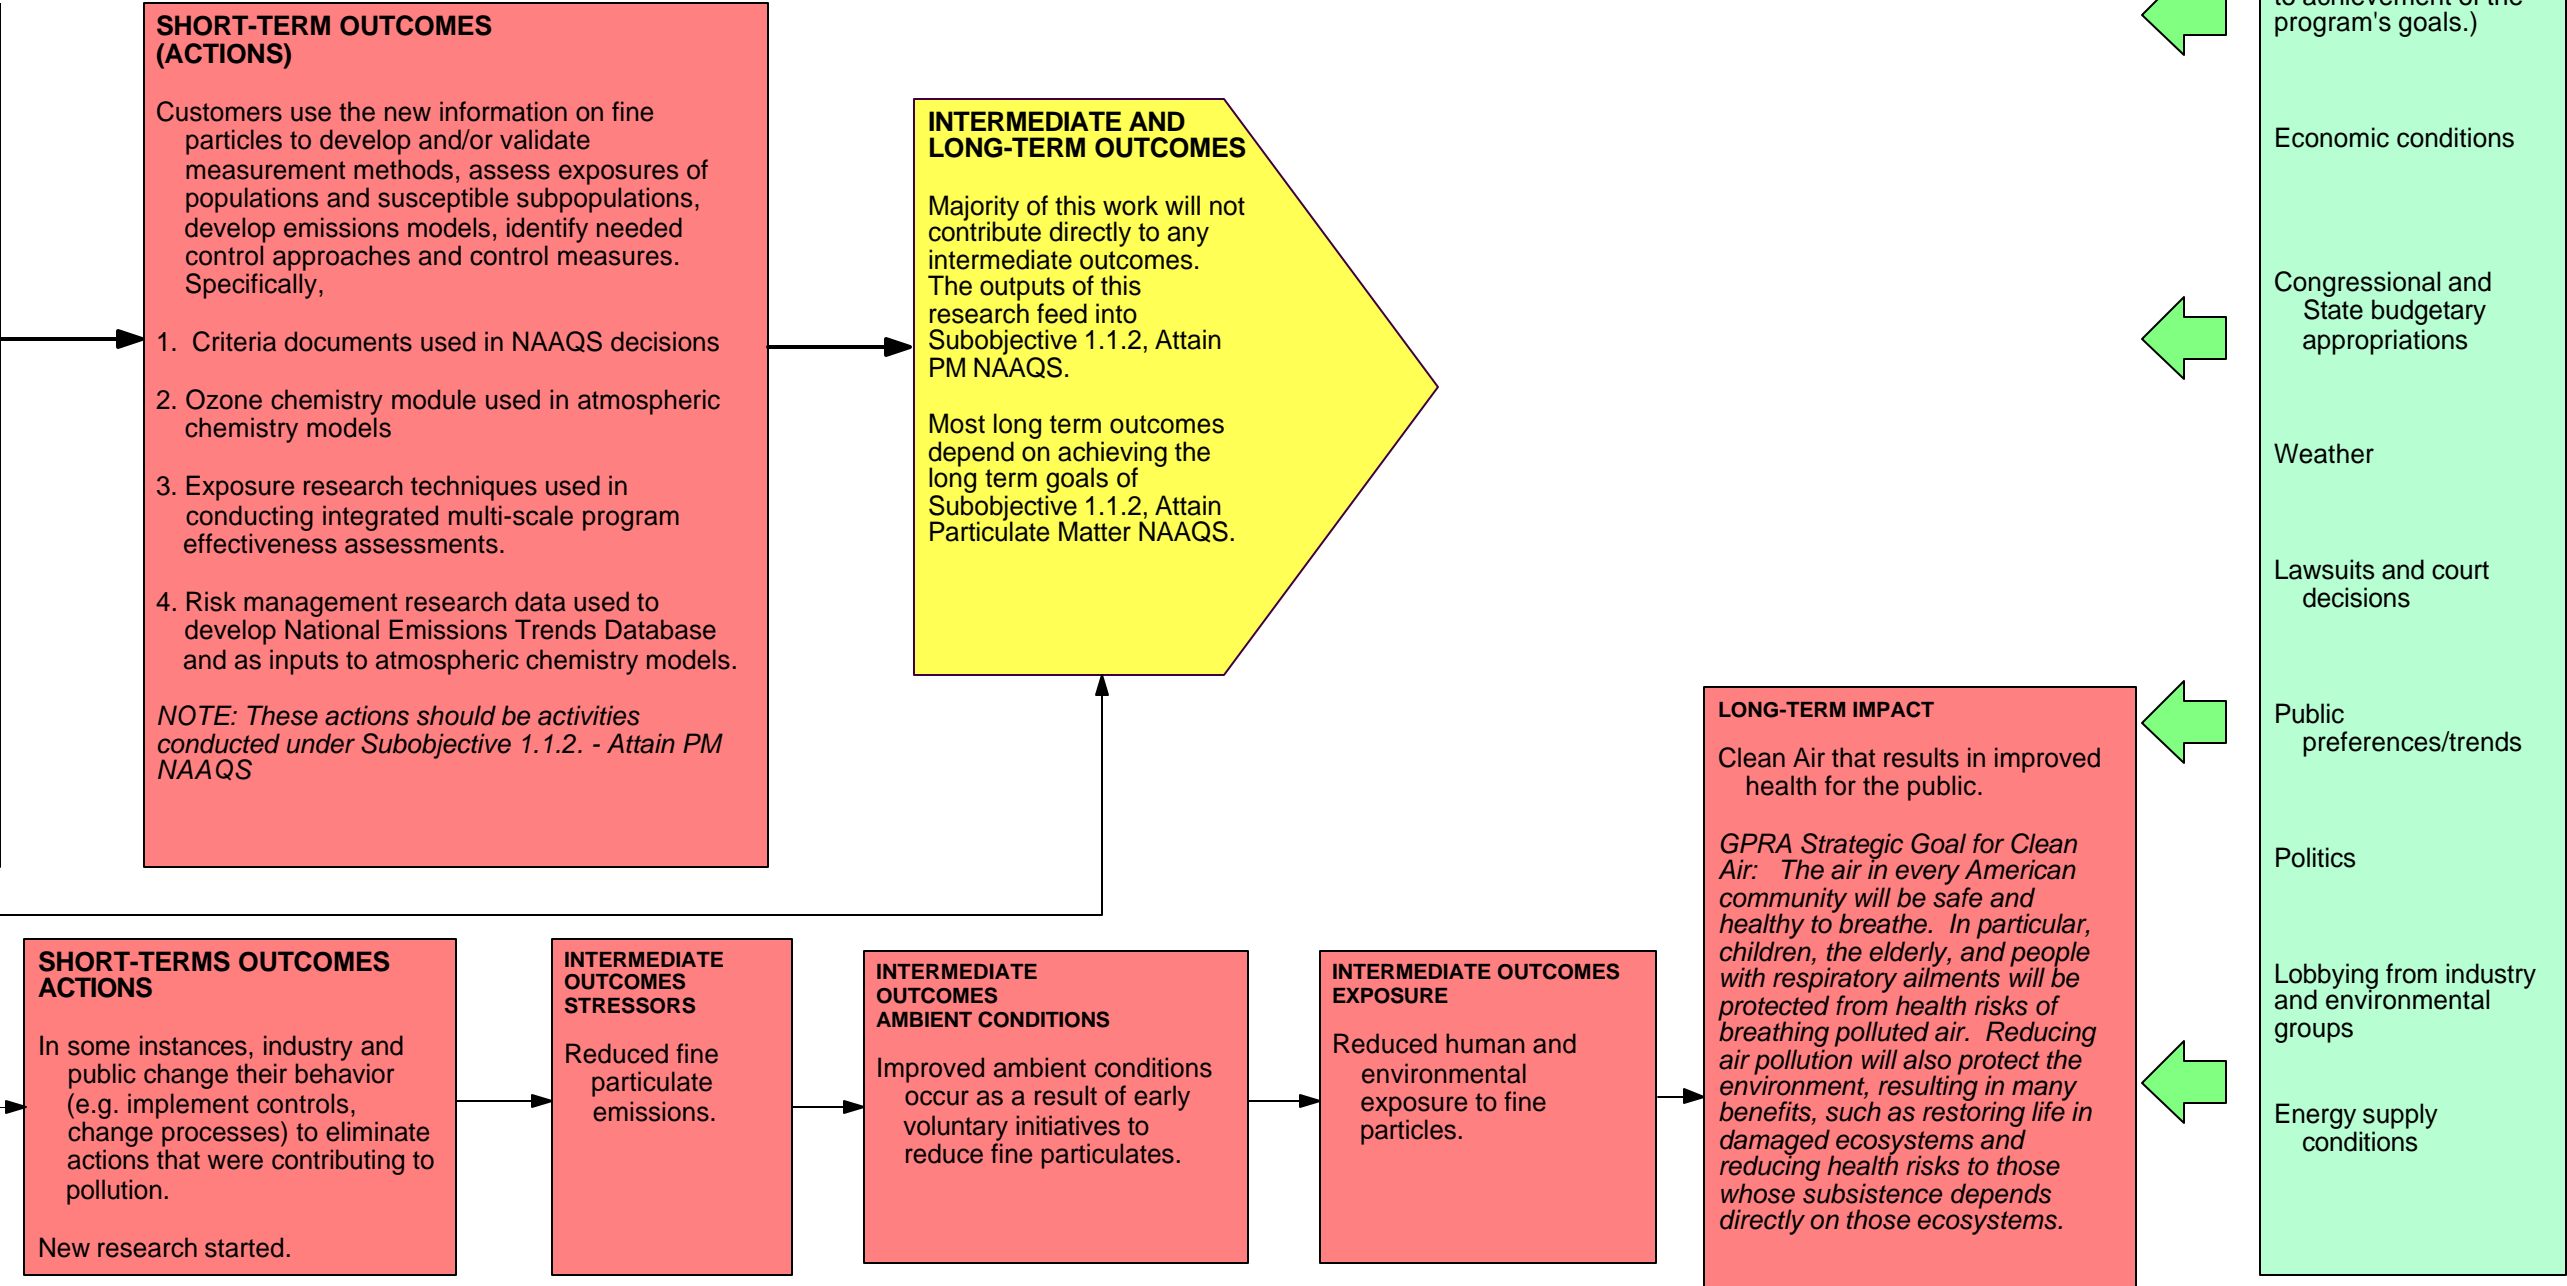 SHORT-TERM OUTCOMES
(ACTIONS)
Customers use the new information on fine
particles to develop and/or validate
measurement methods, assess exposures of
populations and susceptible subpopulations,
develop emissions models, identify needed
control approaches and control measures.
Specifically,
1. Criteria documents used in NAAQS decisions
2. Ozone chemistry module used in atmospheric
chemistry models
3. Exposure research techniques used in
conducting integrated multi-scale program
effectiveness assessments.
4. Risk management research data used to
develop National Emissions Trends Database
and as inputs to atmospheric chemistry models.
NOTE: These actions should be activities
conducted under Subobjective 1.1.2. - Attain PM
NAAQS
INTERMEDIATE AND
LONG-TERM OUTCOMES
Majority of this work will not
contribute directly to any
intermediate outcomes.
The outputs of this
research feed into
Subobjective 1.1.2, Attain
PM NAAQS.
Most long term outcomes
depend on achieving the
long term goals of
Subobjective 1.1.2, Attain
Particulate Matter NAAQS.
SHORT-TERMS OUTCOMES
ACTIONS
In some instances, industry and
public change their behavior
(e.g. implement controls,
change processes) to eliminate
actions that were contributing to
pollution.
New research started.
INTERMEDIATE
OUTCOMES
STRESSORS
Reduced fine
particulate
emissions.
INTERMEDIATE
OUTCOMES
AMBIENT CONDITIONS
Improved ambient conditions
occur as a result of early
voluntary initiatives to
reduce fine particulates.
INTERMEDIATE OUTCOMES
EXPOSURE
Reduced human and
environmental
exposure to fine
particles.
LONG-TERM IMPACT
Clean Air that results in improved
health for the public.
GPRA Strategic Goal for Clean
Air: The air in every American
community will be safe and
healthy to breathe. In particular,
children, the elderly, and people
with respiratory ailments will be
protected from health risks of
breathing polluted air. Reducing
air pollution will also protect the
environment, resulting in many
benefits, such as restoring life in
damaged ecosystems and
reducing health risks to those
whose subsistence depends
directly on those ecosystems.
to achievement of the
program's goals.)
Economic conditions
Congressional and
State budgetary
appropriations
Weather
Lawsuits and court
decisions
Public
preferences/trends
Politics
Lobbying from industry
and environmental
groups
Energy supply
conditions